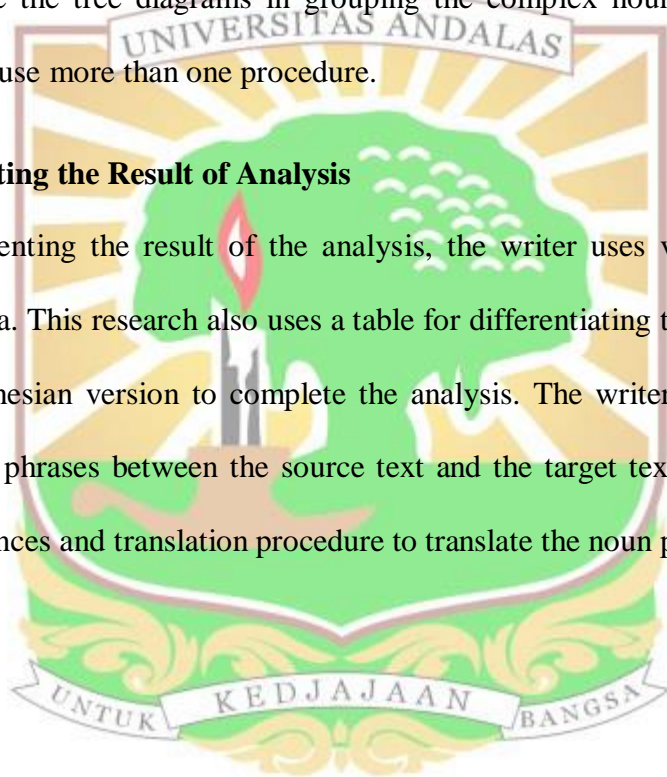 e the tree diagrams in grouping the complex noun
UNIVERSITAS ANDALAS
use more than one procedure.
ting the Result of Analysis
enting the result of the analysis, the writer uses v
a. This research also uses a table for differentiating t
nesian version to complete the analysis. The writer
phrases between the source text and the target tex
nces and translation procedure to translate the noun p
UNTUK KEDJAJAAN BANGSA